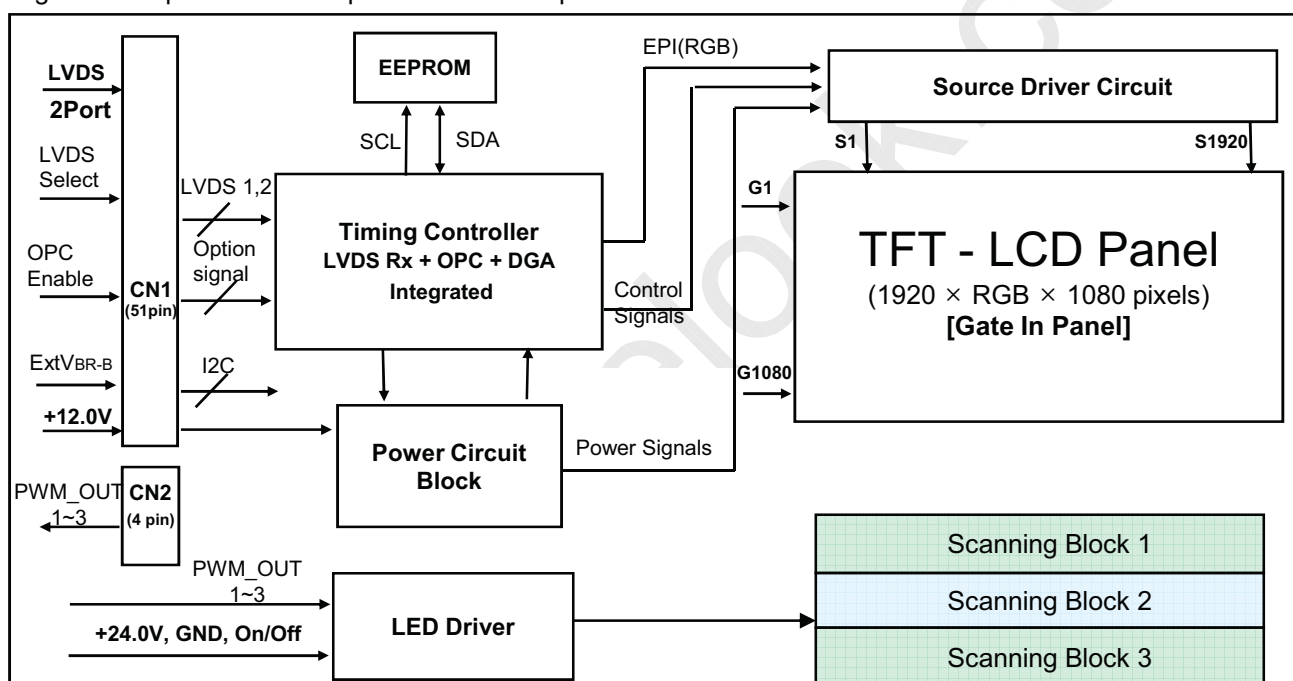 EPI(RGB)
EEPROM
LVDS
2Port
Source Driver Circuit
SCL
SDA
S1
S1920
LVDS
Select
LVDS 1,2
G1
Timing Controller
LVDS Rx + OPC + DGA
Integrated
TFT - LCD Panel
(1920 × RGB × 1080 pixels)
[Gate In Panel]
OPC
Enable
Option
signal
CN1
(51pin)
Control
Signals
ExtVBR-B
I2C
G1080
+12.0V
Power Circuit
Block
Power Signals
PWM_OUT
1~3
CN2
(4 pin)
Scanning Block 1
PWM_OUT
1~3
Scanning Block 2
+24.0V, GND, On/Off
LED Driver
Scanning Block 3